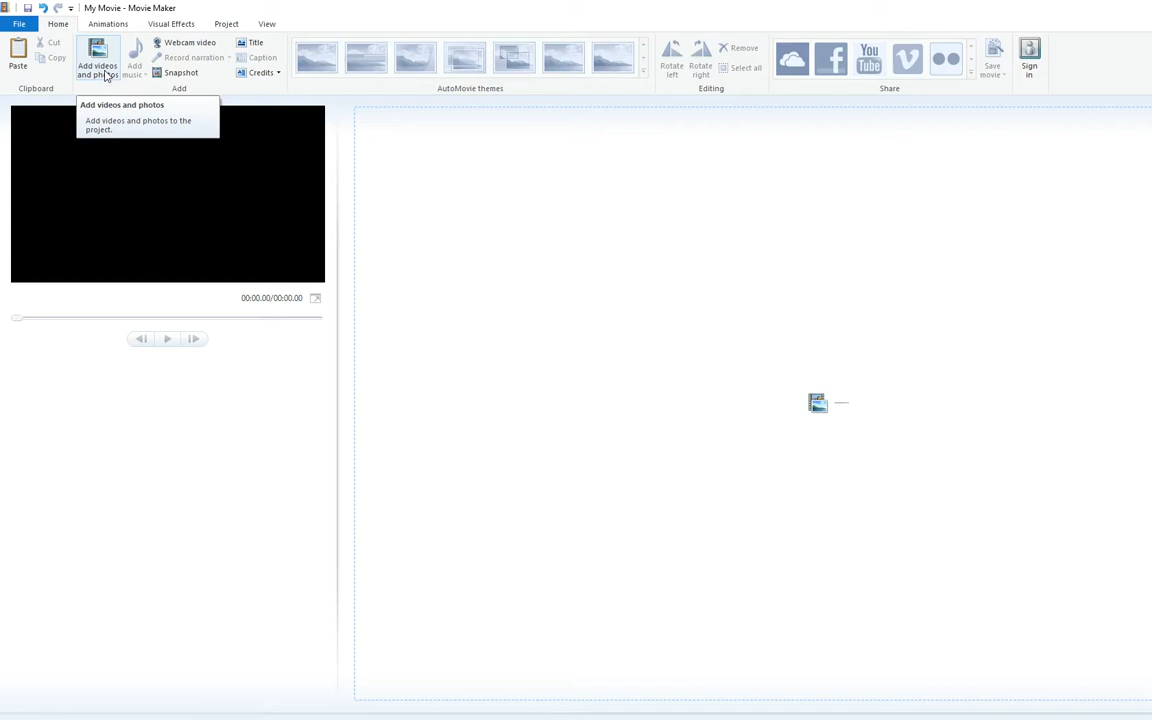 My Movie - Movie Maker
File Home Animations Visual Effects Project View
Paste
Cut
Copy
Clipboard
Add videos
and photos
Add
music
Webcam video
Record narration
Snapshot
Title
Caption
Credits
Add
AutoMovie themes
Rotate
left
Rotate
right
Remove
Select all
Editing
You
Tube
Share
Save
movie
Sign
in
Add videos and photos
Add videos and photos to the
project.
00:00.00/00:00.00